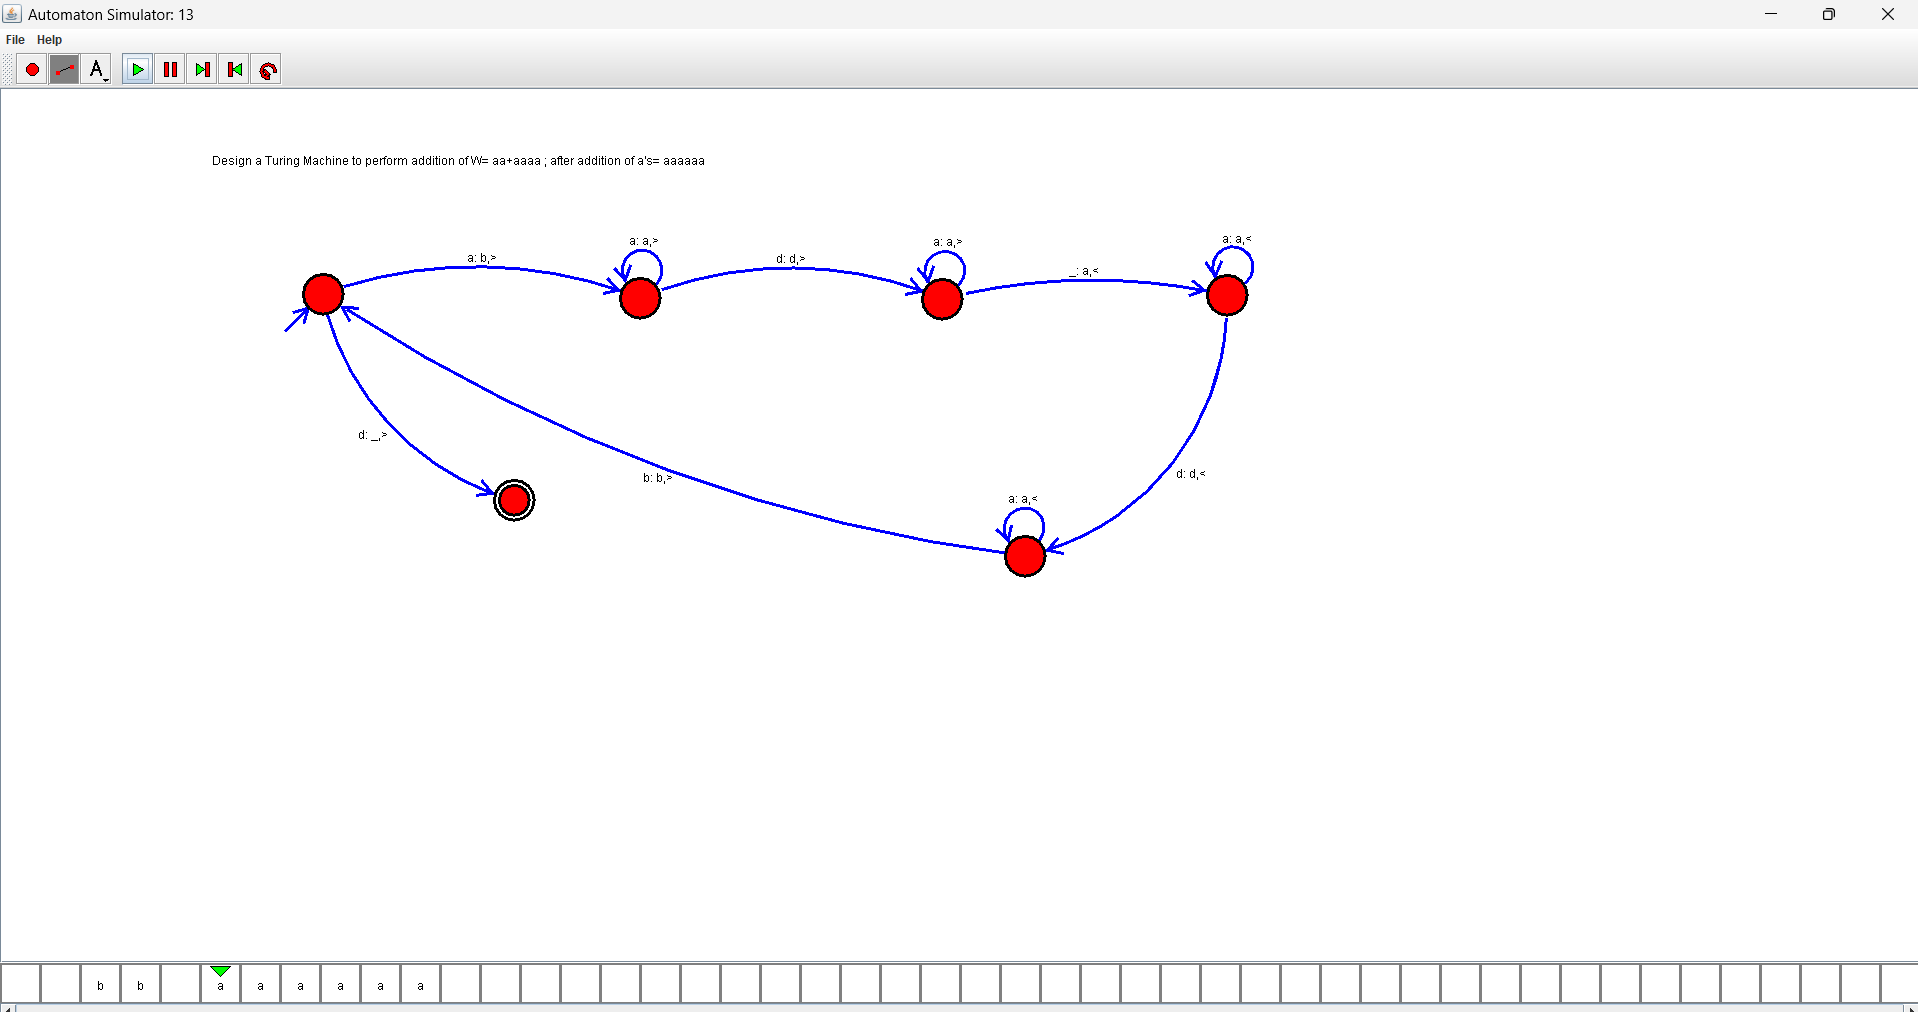 Automaton Simulator: 13
File Help
A
Design a Turing Machine to perform addition of W= aa+aaaa ; after addition of a's= aaaaaa
a: a,>
a: a,>
a: a,<
a: b,>
d: d,>
_: a,<
d: _,>
b: b,>
d: d,<
a: a,<
b b a a a a a a